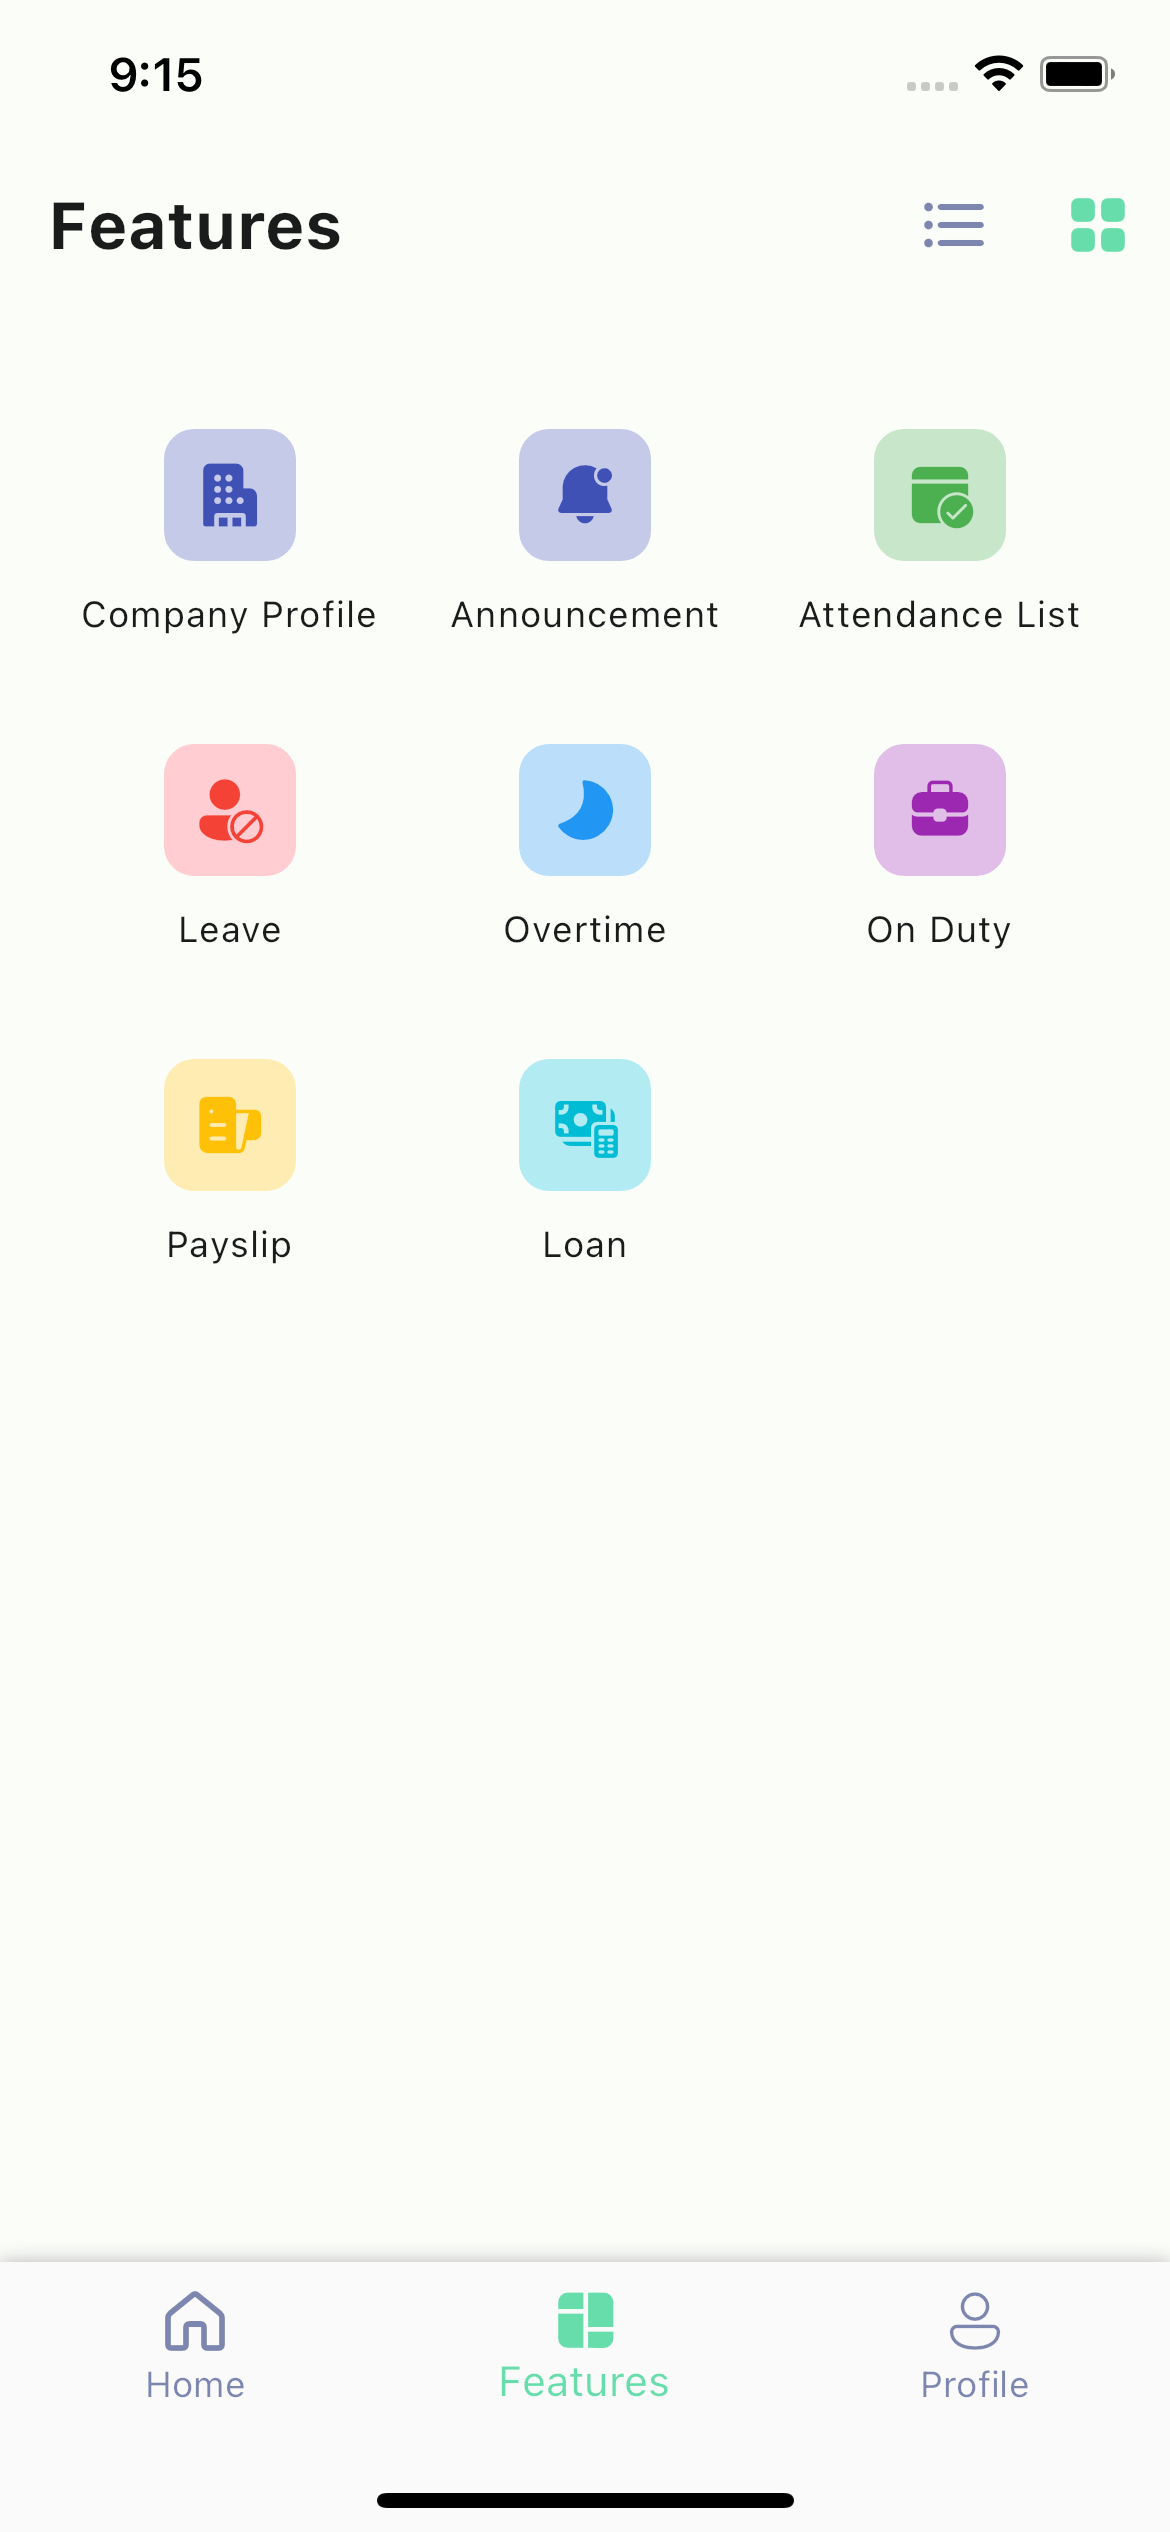 9:15
Features
Company Profile
Announcement
Attendance List
Leave
Overtime
On Duty
Payslip
Loan
Home
Features
Profile